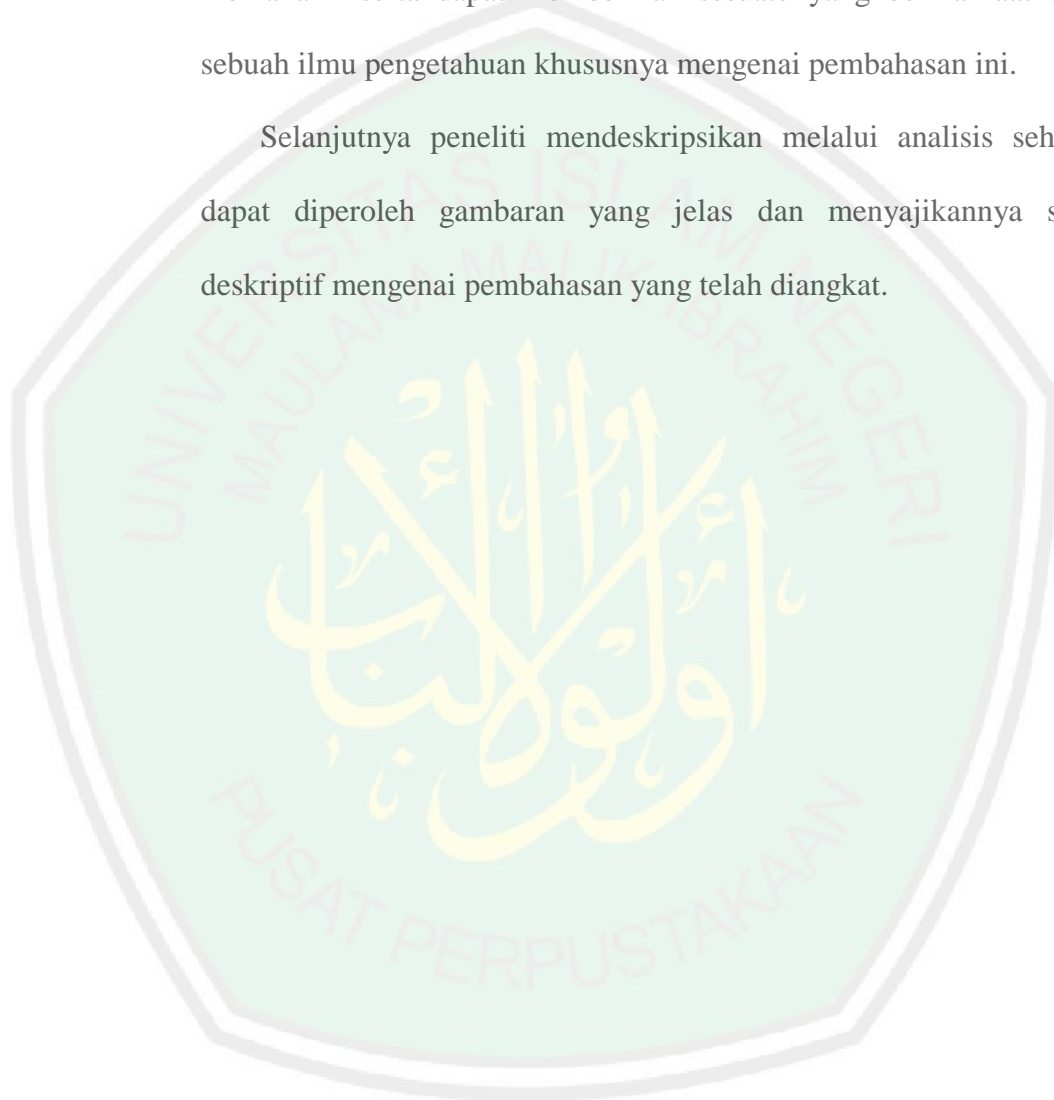 sebuah ilmu pengetahuan khususnya mengenai pembahasan ini.
Selanjutnya peneliti mendeskripsikan melalui analisis
dapat diperoleh gambaran yang jelas dan menyajikannya
deskriptif mengenai pembahasan yang telah diangkat.
UNIVERSITAS ISLAM NEGERI
MAULANA MALIK IBRAHIM
PUSAT PERPUSTAKAAN